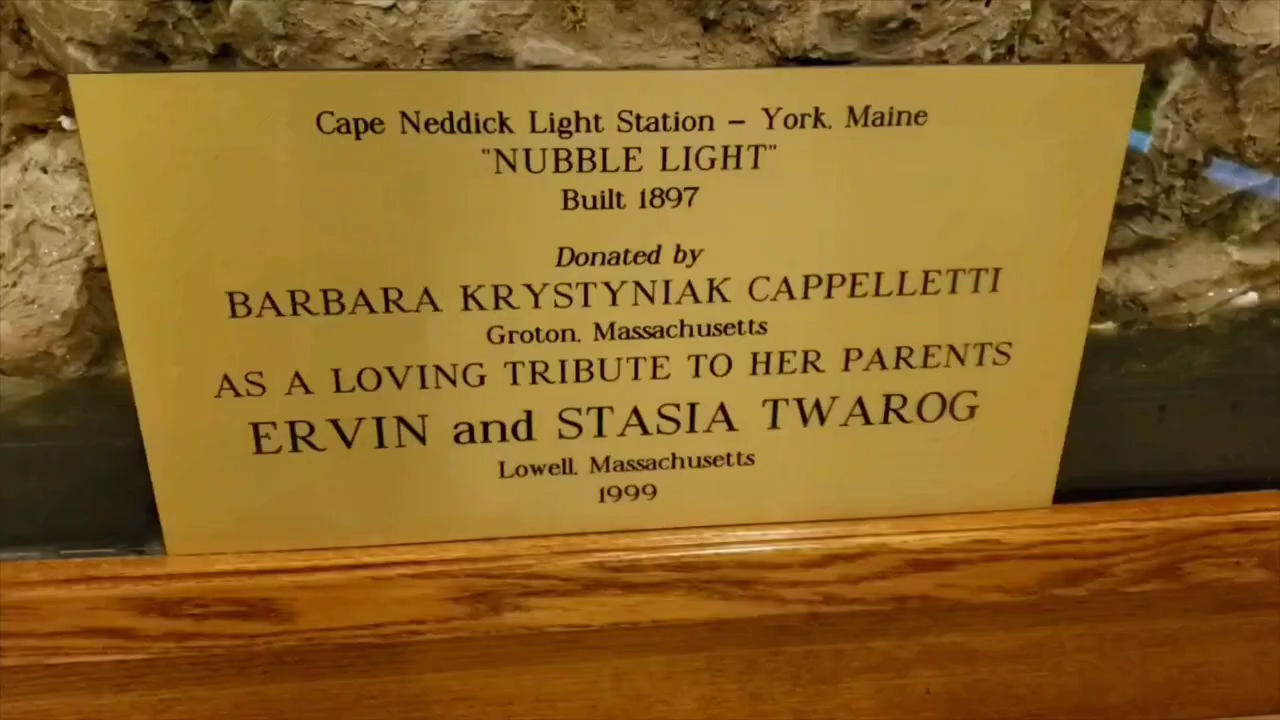 Cape Neddick Light Station – York, Maine
"NUBBLE LIGHT"
Built 1897
Donated by
BARBARA KRYSTYNIAK CAPPELLETTI
Groton, Massachusetts
AS A LOVING TRIBUTE TO HER PARENTS
ERVIN and STASIA TWAROG
Lowell, Massachusetts
1999